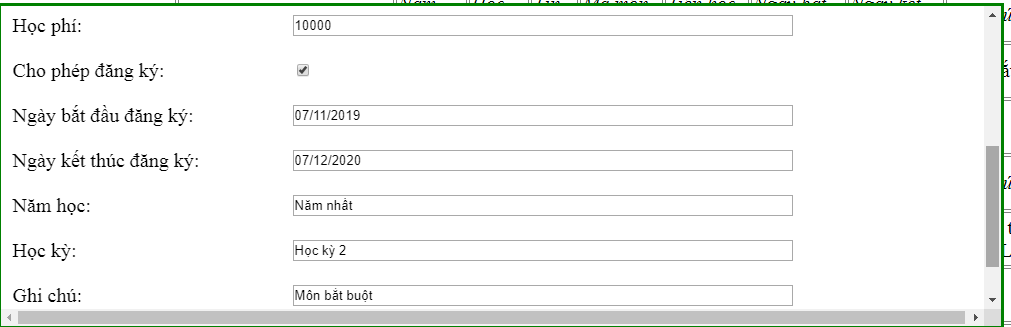 Học phí: 10000
Cho phép đăng ký:
Ngày bắt đầu đăng ký: 07/11/2019
Ngày kết thúc đăng ký: 07/12/2020
Năm học: Năm nhất
Học kỳ: Học kỳ 2
Ghi chú: Môn bắt buột